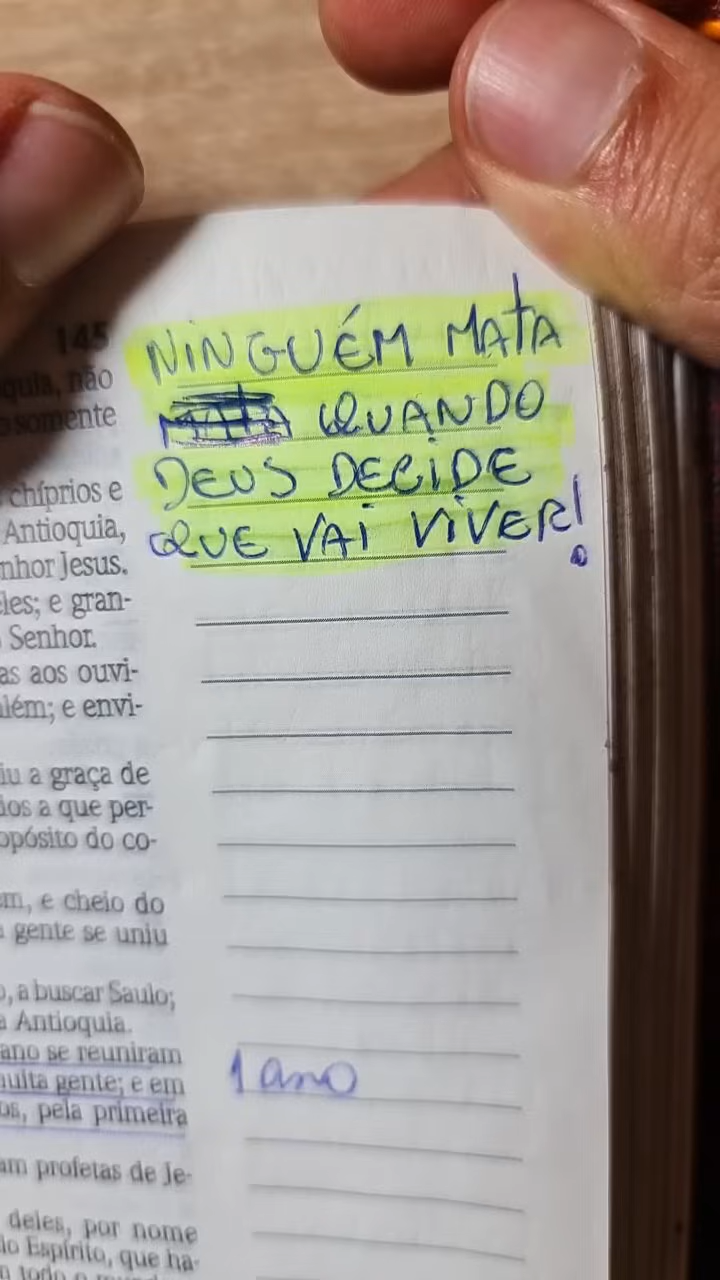 145
NINGUÉM MATA
QUANDO
DEUS DECIDE
QUE VAI VIVER!
quia, não
somente
chíprios e
Antioquia,
nhor Jesus.
les; e gran-
Senhor.
as aos ouvi-
lém; e envi-
iu a graça de
dos a que per-
opósito do co-
m, e cheio do
gente se uniu
o, a buscar Saulo;
a Antioquia.
ano se reuniram
1 ano
muita gente; e em
os, pela primeira
am profetas de Je-
deles, por nome
lo Espírito, que ha-